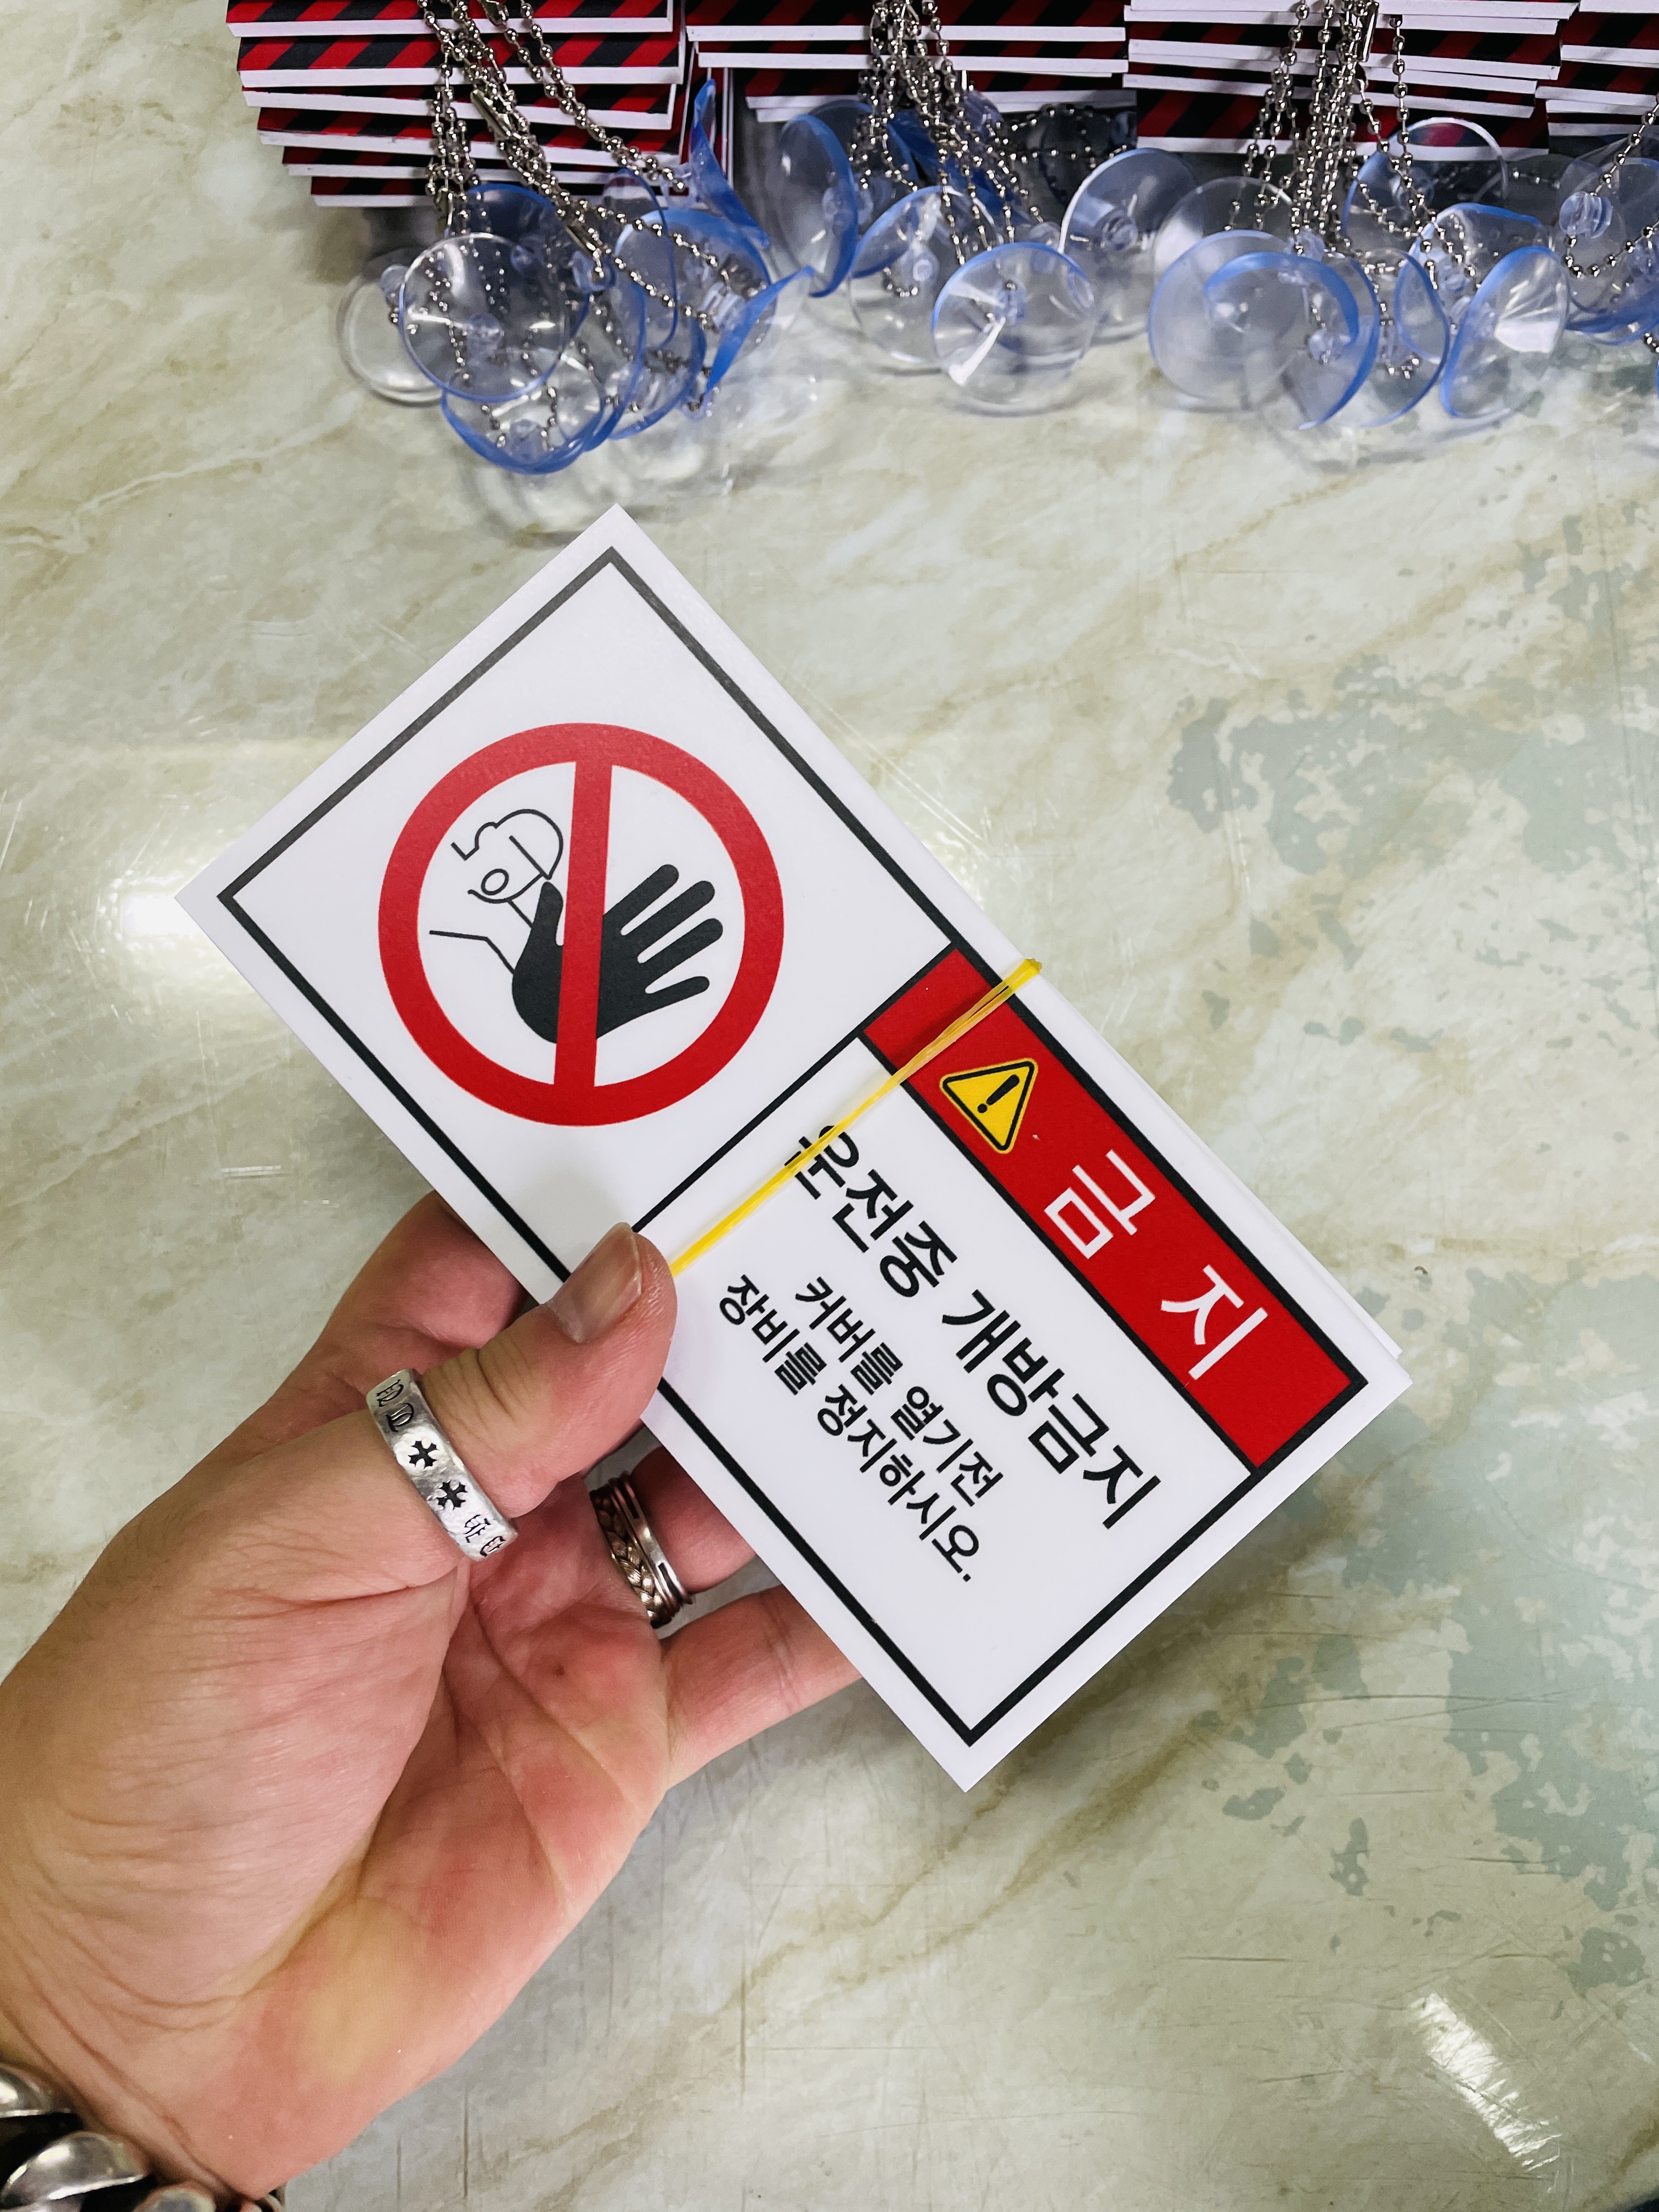 금 지
운전중 개방금지
커버를 열기전
장비를 정지하시오.